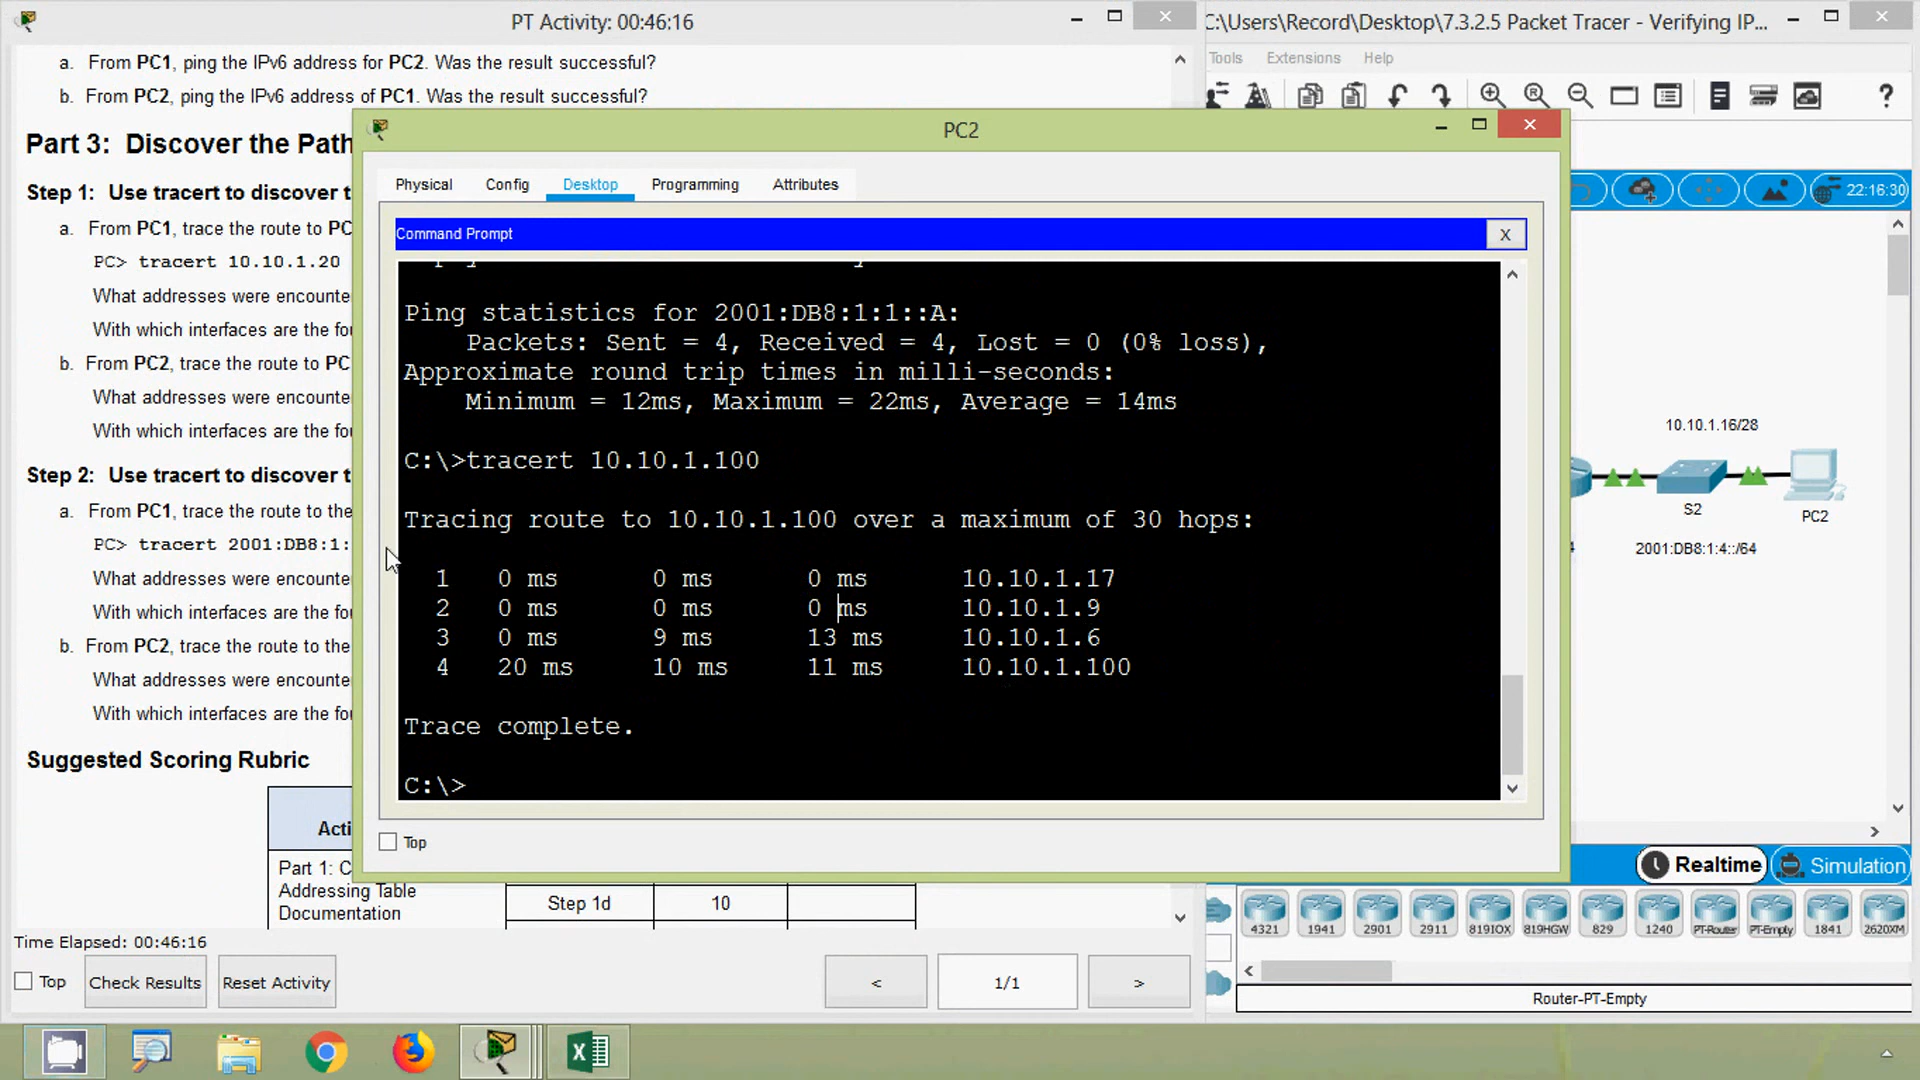 PT Activity: 00:46:16
C:\Users\Record\Desktop\7.3.2.5 Packet Tracer - Verifying IP...
Tools Extensions Help
a. From PC1, ping the IPv6 address for PC2. Was the result successful?
b. From PC2, ping the IPv6 address of PC1. Was the result successful?
Part 3: Discover the Path
Step 1: Use tracert to discover t
a. From PC1, trace the route to PC
PC> tracert 10.10.1.20
What addresses were encounte
With which interfaces are the fo
b. From PC2, trace the route to PC
What addresses were encounte
With which interfaces are the fo
Step 2: Use tracert to discover t
a. From PC1, trace the route to the
PC> tracert 2001:DB8:1:
What addresses were encounte
With which interfaces are the fo
b. From PC2, trace the route to the
What addresses were encounte
With which interfaces are the fo
Suggested Scoring Rubric
Acti
Part 1: C
Addressing Table
Documentation
Step 1d 10
Time Elapsed: 00:46:16
Top
Check Results
Reset Activity
<
1/1
>
PC2
Physical Config Desktop Programming Attributes
Command Prompt
X
Ping statistics for 2001:DB8:1:1::A:
Packets: Sent = 4, Received = 4, Lost = 0 (0% loss),
Approximate round trip times in milli-seconds:
Minimum = 12ms, Maximum = 22ms, Average = 14ms
C:\>tracert 10.10.1.100
Tracing route to 10.10.1.100 over a maximum of 30 hops:
1 0 ms 0 ms 0 ms 10.10.1.17
2 0 ms 0 ms 0 ms 10.10.1.9
3 0 ms 9 ms 13 ms 10.10.1.6
4 20 ms 10 ms 11 ms 10.10.1.100
Trace complete.
C:\>
Top
22:16:30
10.10.1.16/28
S2
PC2
2001:DB8:1:4::/64
Realtime
Simulation
4321 1941 2901 2911 819IOX 819HGW 829 1240 PT-Router PT-Empty 1841 2620XM
Router-PT-Empty